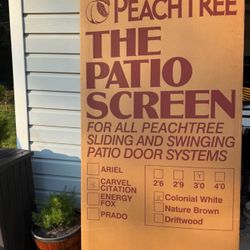 PEACHTREE
THE
PATIO
SCREEN
FOR ALL PEACHTREE
SLIDING AND SWINGING
PATIO DOOR SYSTEMS
ARIEL
CARVEL
CITATION
ENERGY
FOX
PRADO
2'6 2'9 3'0 4'0
Colonial White
Nature Brown
Driftwood